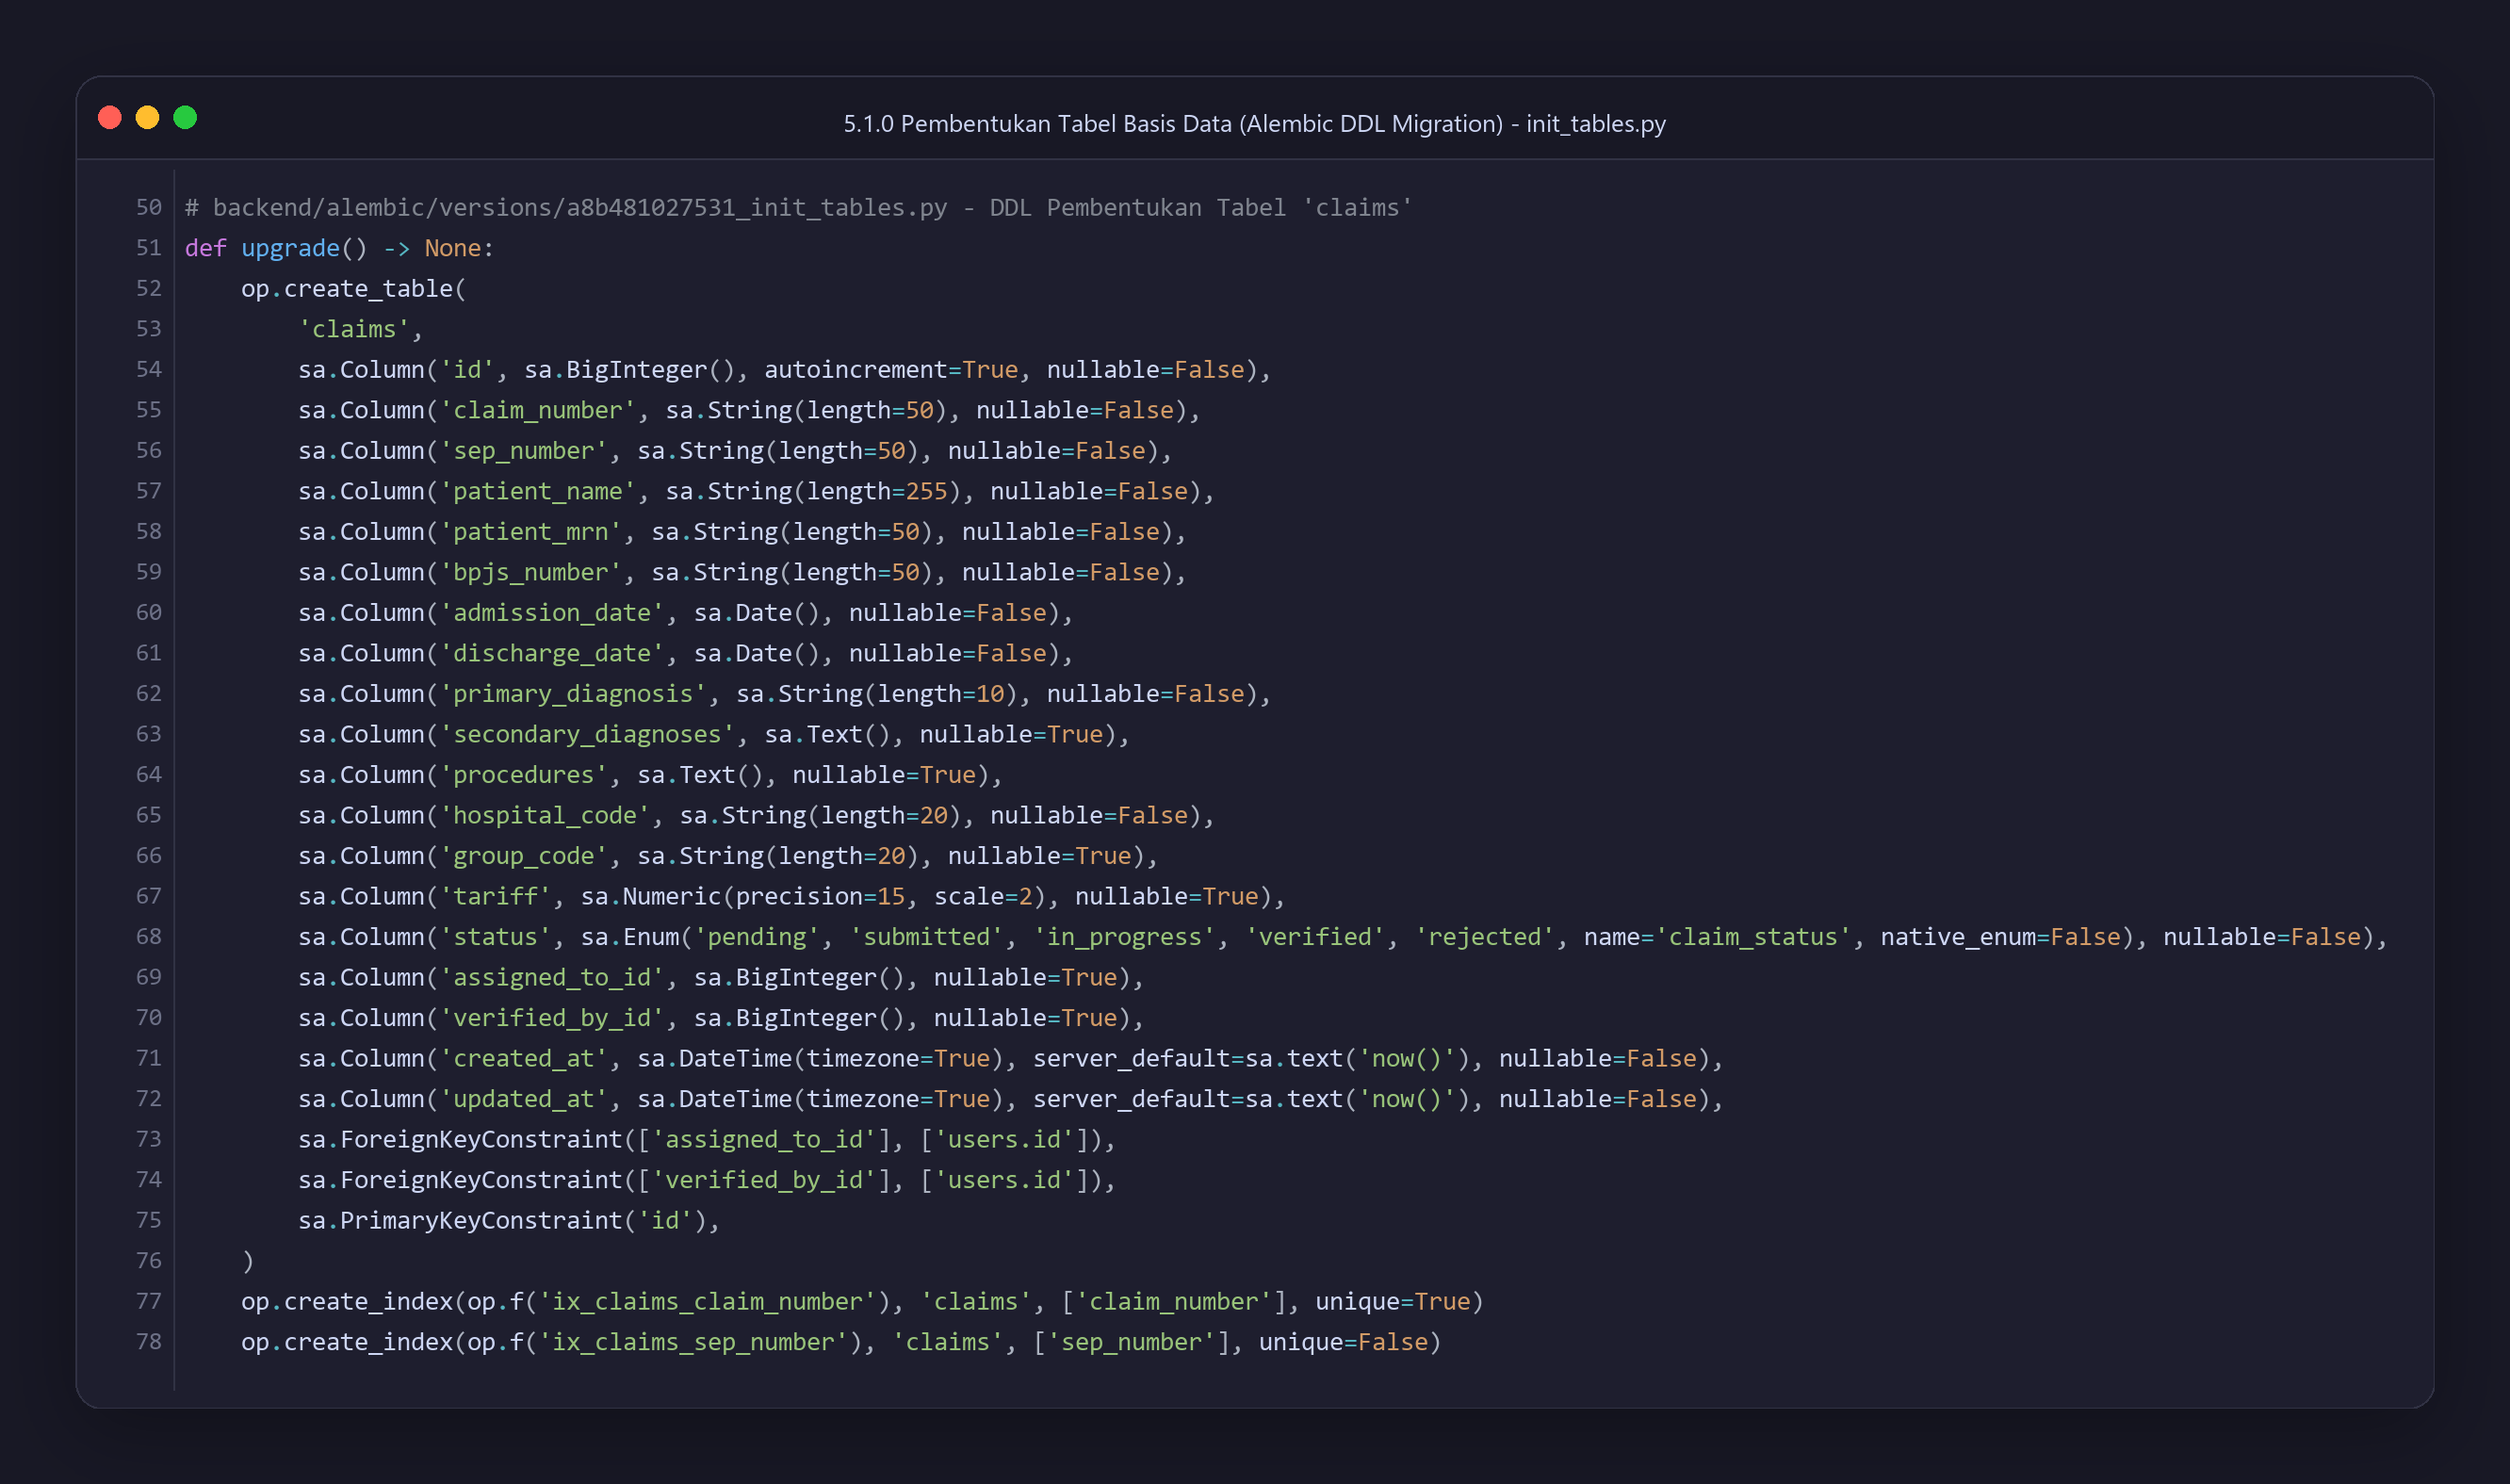 5.1.0 Pembentukan Tabel Basis Data (Alembic DDL Migration) - init_tables.py
50 # backend/alembic/versions/a8b481027531_init_tables.py - DDL Pembentukan Tabel 'claims'
51 def upgrade() -> None:
52     op.create_table(
53         'claims',
54         sa.Column('id', sa.BigInteger(), autoincrement=True, nullable=False),
55         sa.Column('claim_number', sa.String(length=50), nullable=False),
56         sa.Column('sep_number', sa.String(length=50), nullable=False),
57         sa.Column('patient_name', sa.String(length=255), nullable=False),
58         sa.Column('patient_mrn', sa.String(length=50), nullable=False),
59         sa.Column('bpjs_number', sa.String(length=50), nullable=False),
60         sa.Column('admission_date', sa.Date(), nullable=False),
61         sa.Column('discharge_date', sa.Date(), nullable=False),
62         sa.Column('primary_diagnosis', sa.String(length=10), nullable=False),
63         sa.Column('secondary_diagnoses', sa.Text(), nullable=True),
64         sa.Column('procedures', sa.Text(), nullable=True),
65         sa.Column('hospital_code', sa.String(length=20), nullable=False),
66         sa.Column('group_code', sa.String(length=20), nullable=True),
67         sa.Column('tariff', sa.Numeric(precision=15, scale=2), nullable=True),
68         sa.Column('status', sa.Enum('pending', 'submitted', 'in_progress', 'verified', 'rejected', name='claim_status', native_enum=False), nullable=False),
69         sa.Column('assigned_to_id', sa.BigInteger(), nullable=True),
70         sa.Column('verified_by_id', sa.BigInteger(), nullable=True),
71         sa.Column('created_at', sa.DateTime(timezone=True), server_default=sa.text('now()'), nullable=False),
72         sa.Column('updated_at', sa.DateTime(timezone=True), server_default=sa.text('now()'), nullable=False),
73         sa.ForeignKeyConstraint(['assigned_to_id'], ['users.id']),
74         sa.ForeignKeyConstraint(['verified_by_id'], ['users.id']),
75         sa.PrimaryKeyConstraint('id'),
76     )
77     op.create_index(op.f('ix_claims_claim_number'), 'claims', ['claim_number'], unique=True)
78     op.create_index(op.f('ix_claims_sep_number'), 'claims', ['sep_number'], unique=False)